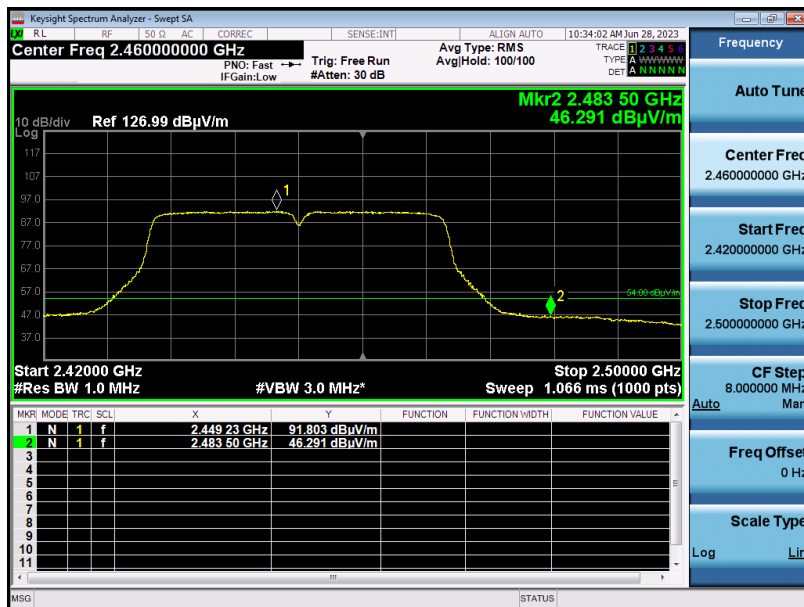 Keysight Spectrum Analyzer - Swept SA
LXI RL RF 50 Ω AC CORREC SENSE:INT ALIGN AUTO 10:34:02 AM Jun 28, 2023
Center Freq 2.460000000 GHz
PNO: Fast
IFGain:Low
Trig: Free Run
#Atten: 30 dB
Avg Type: RMS
Avg|Hold: 100/100
TRACE 1 2 3 4 5 6
TYPE A WWWWW
DET A N N N N N
Mkr2 2.483 50 GHz
46.291 dBµV/m
10 dB/div Ref 126.99 dBµV/m
Log
117
107
97.0
87.0
77.0
67.0
57.0
47.0
37.0
1
2
54.00 dBµV/m
Start 2.42000 GHz Stop 2.50000 GHz
#Res BW 1.0 MHz #VBW 3.0 MHz* Sweep 1.066 ms (1000 pts)
MKR MODE TRC SCL X Y FUNCTION FUNCTION WIDTH FUNCTION VALUE
1 N 1 f 2.449 23 GHz 91.803 dBµV/m
2 N 1 f 2.483 50 GHz 46.291 dBµV/m
3
4
5
6
7
8
9
10
11
MSG STATUS
Frequency
Auto Tune
Center Freq
2.460000000 GHz
Start Freq
2.420000000 GHz
Stop Freq
2.500000000 GHz
CF Step
8.000000 MHz
Auto Man
Freq Offset
0 Hz
Scale Type
Log Lin